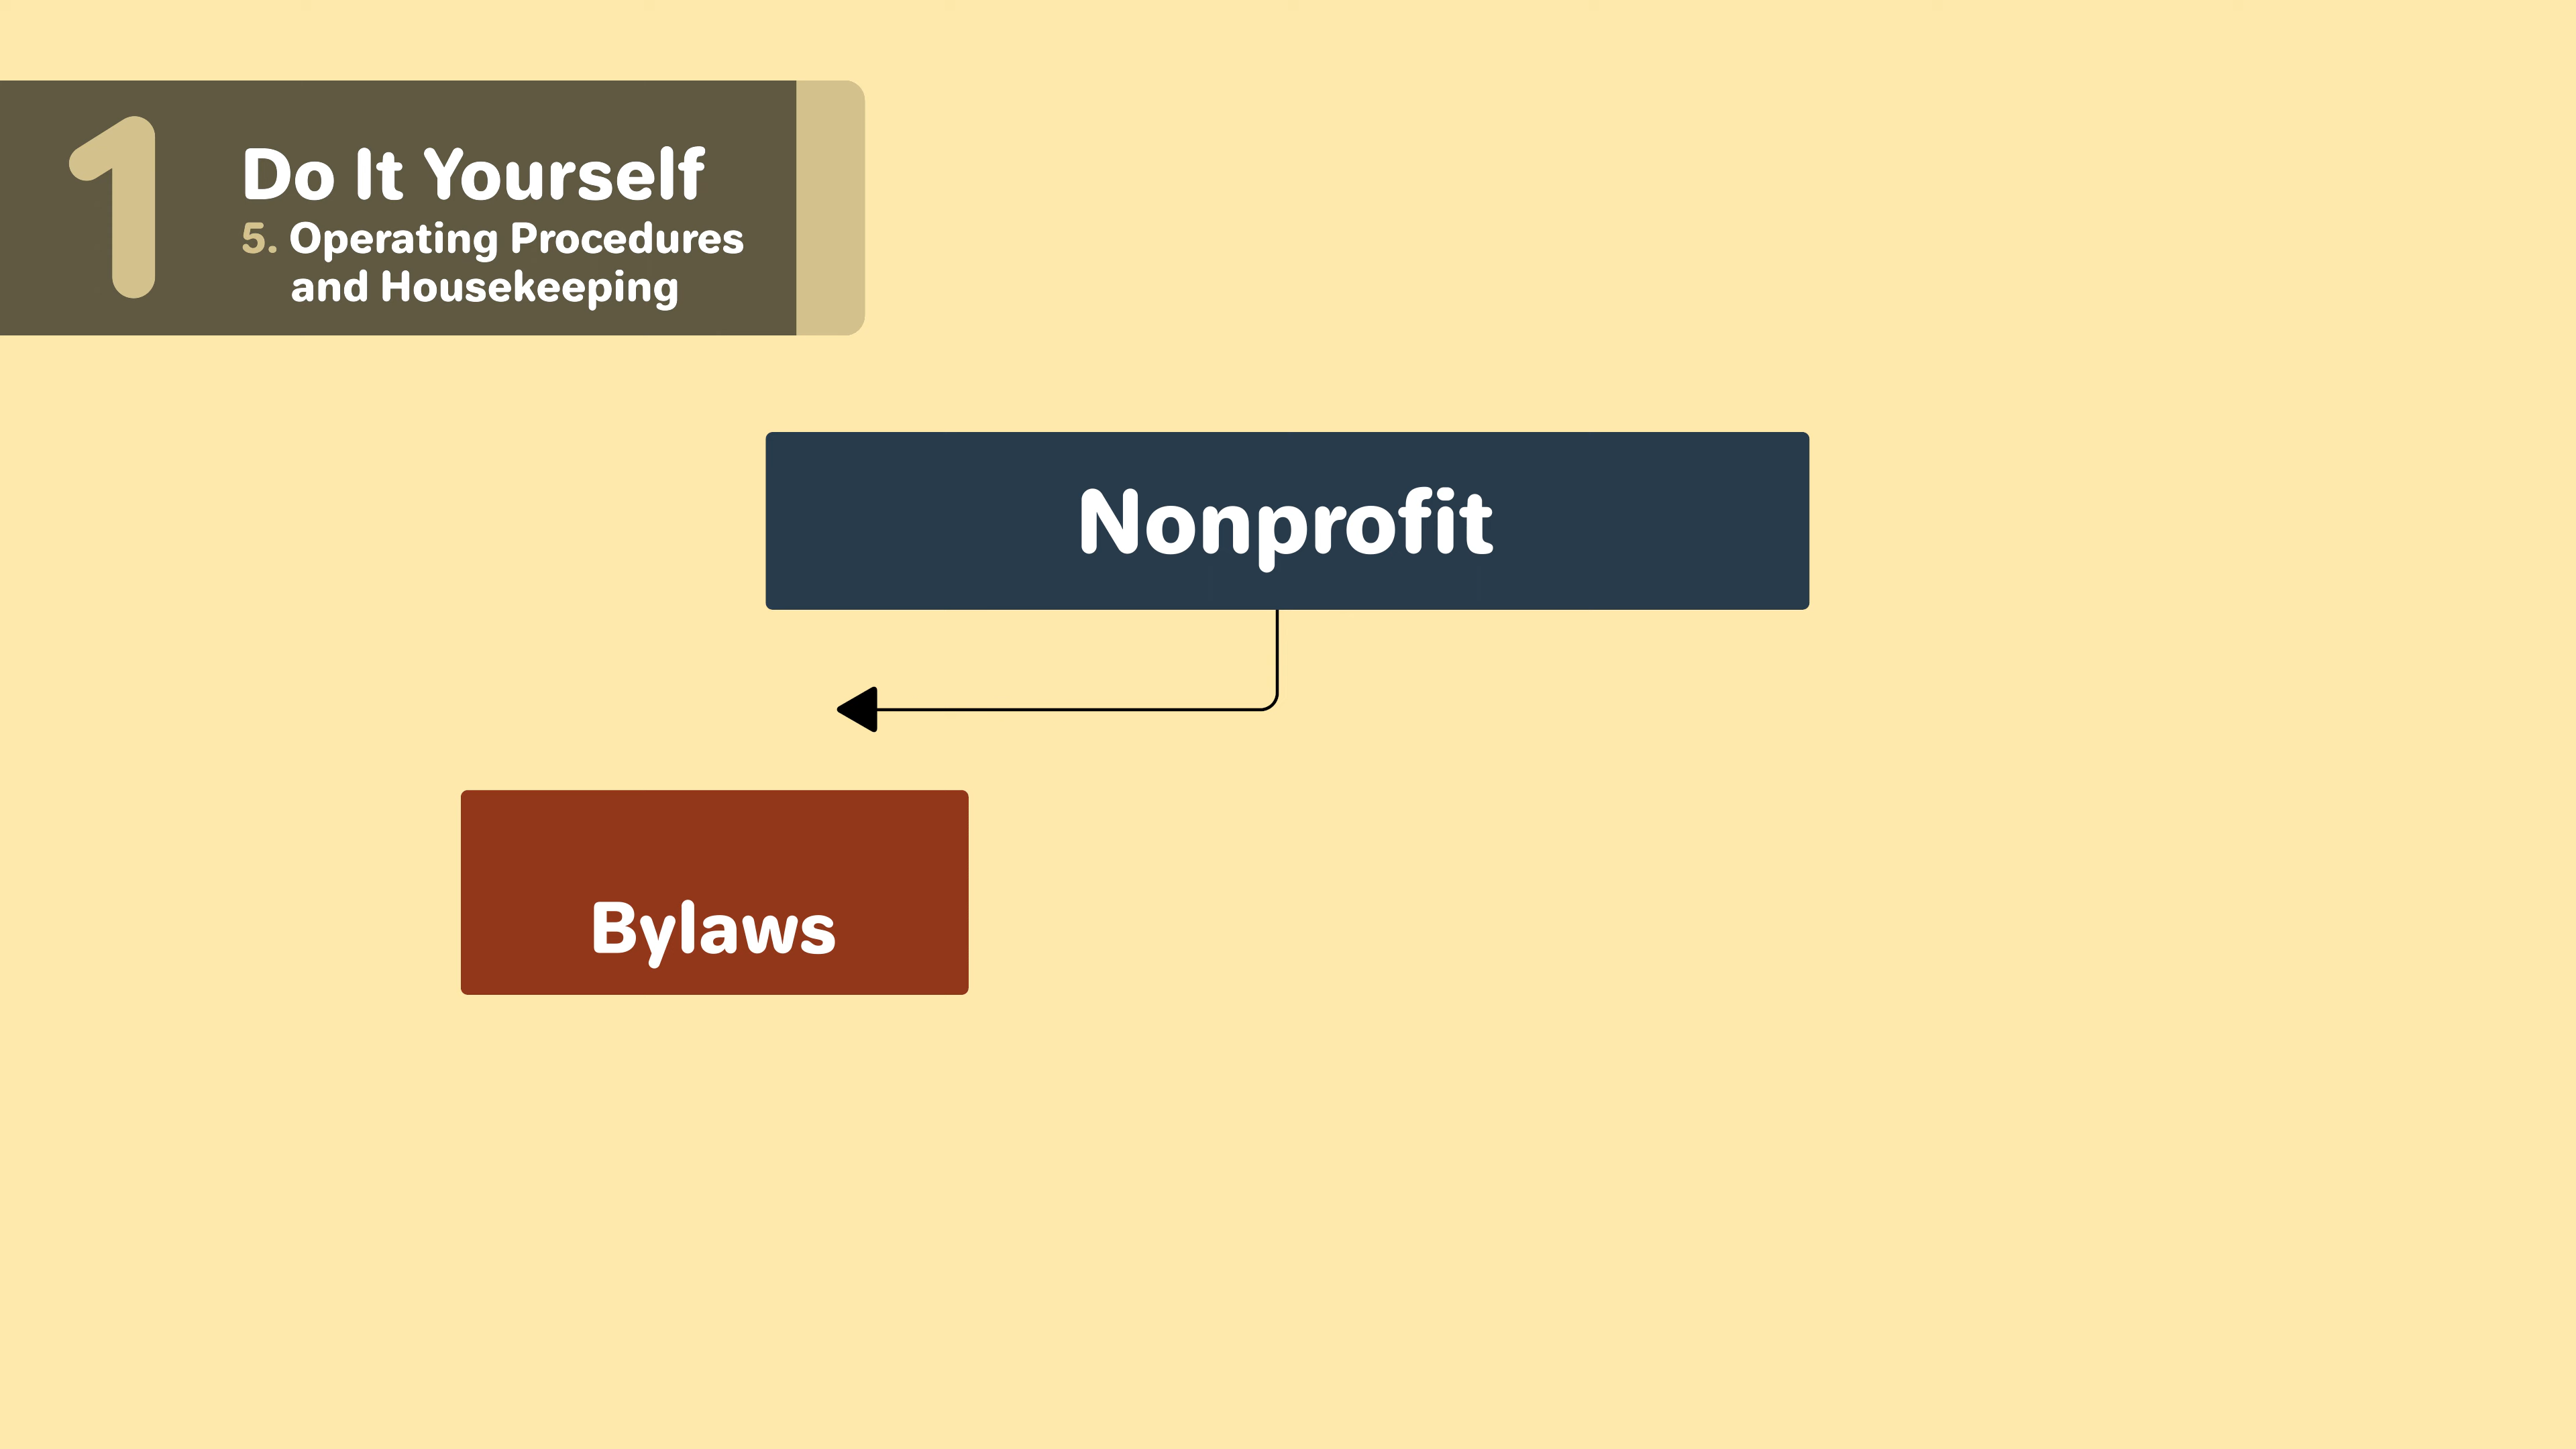 1
Do It Yourself
5. Operating Procedures
and Housekeeping
Nonprofit
Bylaws